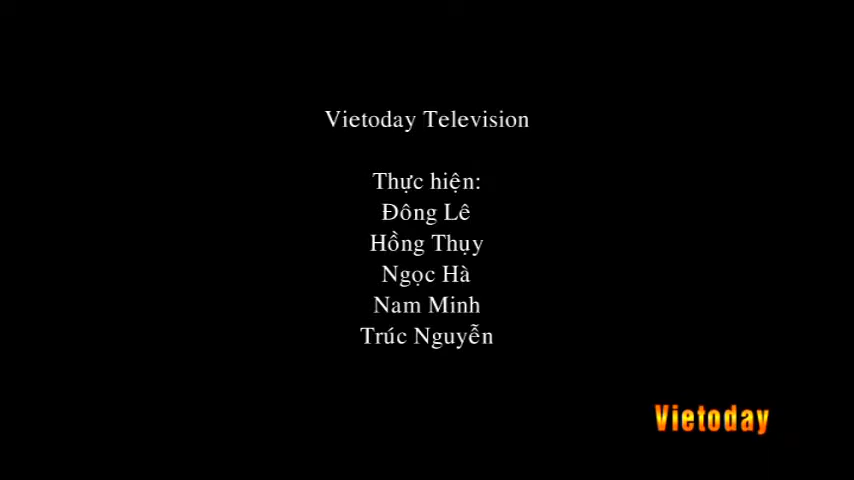 Vietoday Television
Thực hiện:
Đông Lê
Hồng Thụy
Ngọc Hà
Nam Minh
Trúc Nguyễn
Vietoday